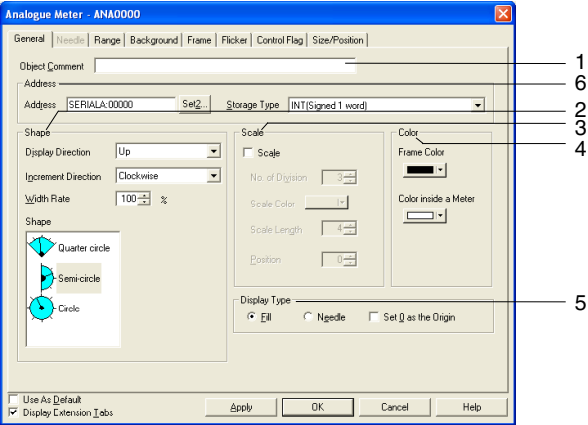 Analogue Meter - ANA0000
General Needle Range Background Frame Flicker Control Flag Size/Position
Object Comment 1
Address 6
Address SERIALA:00000 Set2... Storage Type INT(Signed 1 word) 2
Shape Scale Color 3
4
Display Direction Up Scale Frame Color
Increment Direction Clockwise No. of Division 3
Width Rate 100 % Scale Color Color inside a Meter
Shape Scale Length 4
Quarter circle Position 0
Semi-circle
Circle Display Type 5
Fill Needle Set 0 as the Origin
Use As Default
Display Extension Tabs Apply OK Cancel Help